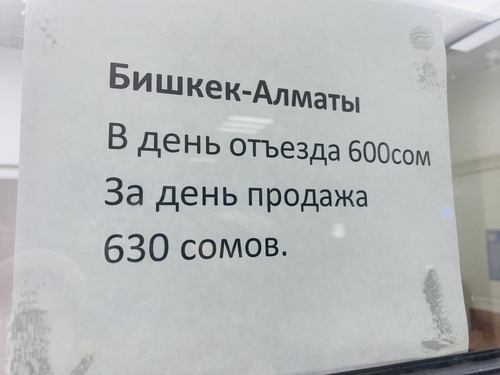 Бишкек-Алматы
В день отъезда 600сом
За день продажа
630 сомов.